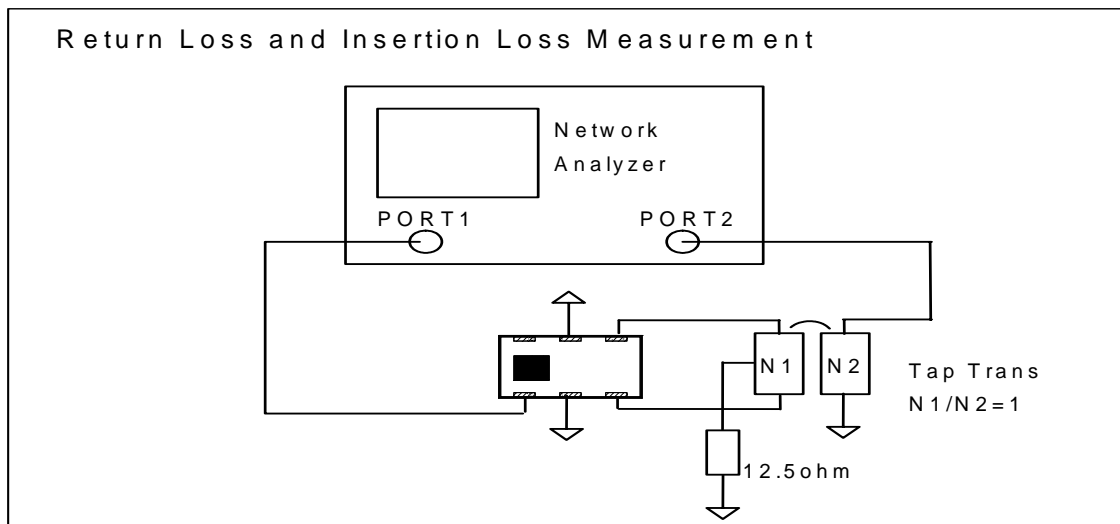 Return Loss and Insertion Loss Measurement
Network
Analyzer
PORT1
PORT2
N1
N2
Tap Trans
N1/N2=1
12.5ohm